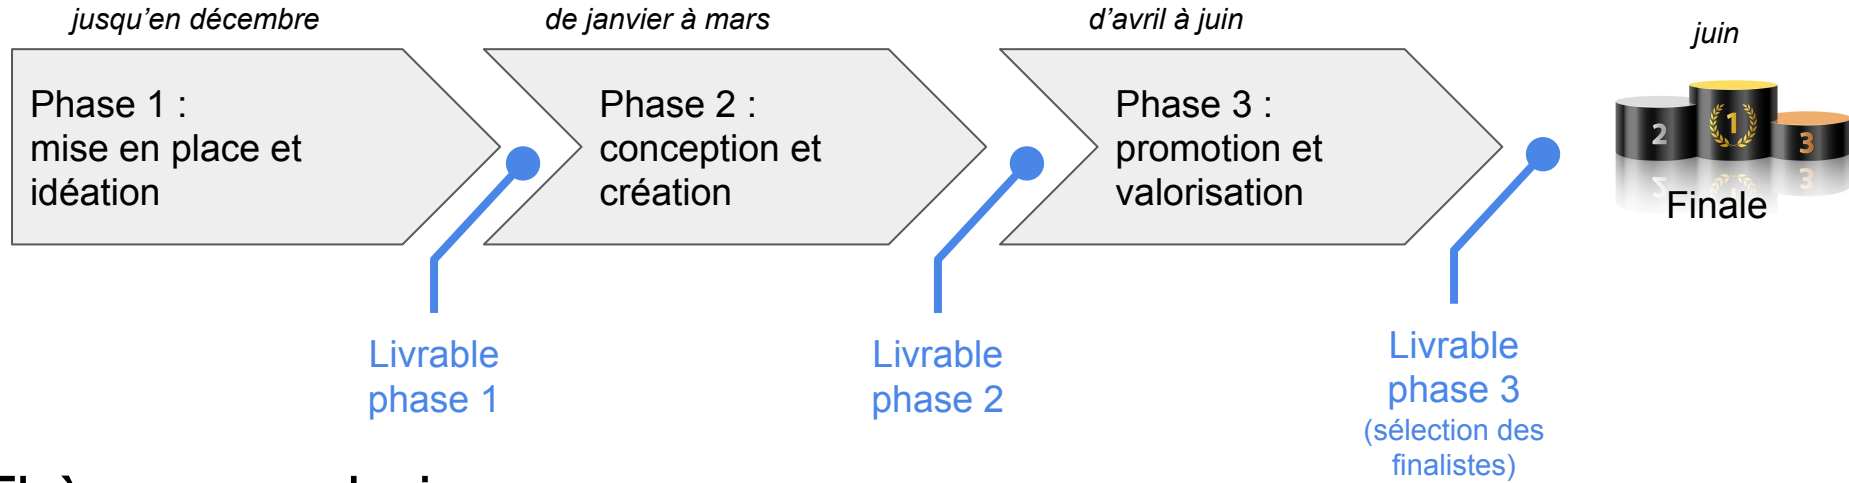 jusqu'en décembre
de janvier à mars
d'avril à juin
juin
Phase 1 :
mise en place et
idéation
Phase 2 :
conception et
création
Phase 3 :
promotion et
valorisation
2
1
3
Finale
Livrable
phase 1
Livrable
phase 2
Livrable
phase 3
(sélection des
finalistes)